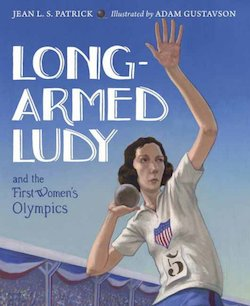 JEAN L. S. PATRICK • Illustrated by ADAM GUSTAVSON
LONG-
ARMED
LUDY
and the
First Women's
Olympics
5